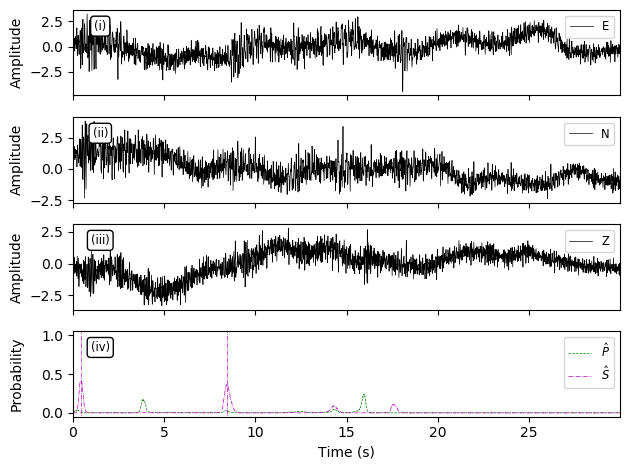 Amplitude
2.5
0.0
−2.5
(i)
E
Amplitude
2.5
0.0
−2.5
(ii)
N
Amplitude
2.5
0.0
−2.5
(iii)
Z
Probability
1.0
0.5
0.0
(iv)
P̂
Ŝ
0 5 10 15 20 25
Time (s)